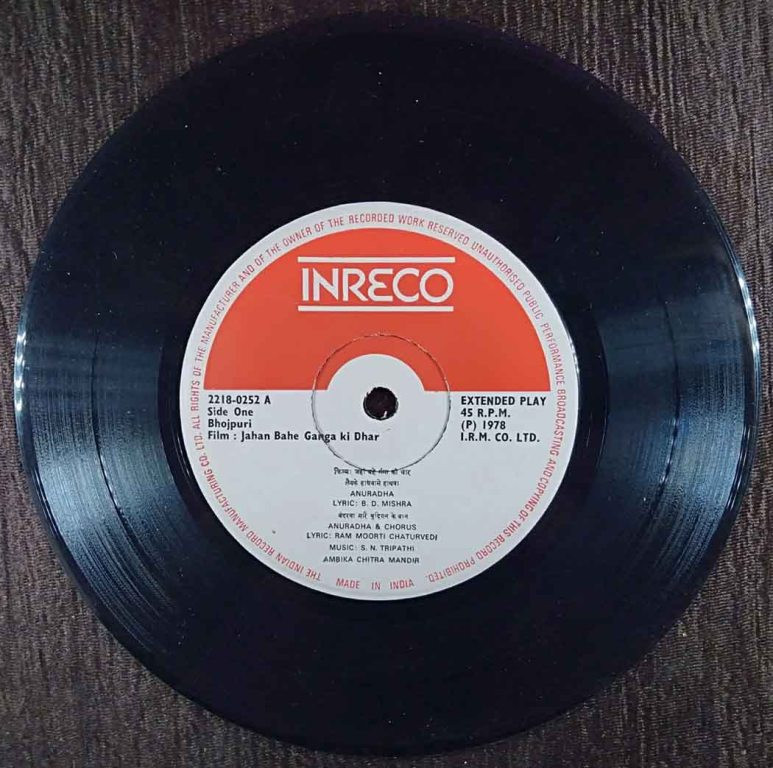 INRECO
2218-0252 A
Side One
Bhojpuri
Film : Jahan Bahe Ganga ki Dhar
EXTENDED PLAY
45 R.P.M.
(P) 1978
I.R.M. CO. LTD.
फिल्म: जहाँ बहे गंगा की धार
ANURADHA
LYRIC: B. D. MISHRA
के
ANURADHA & CHORUS
LYRIC: RAM MOORTI CHATURVEDI
MUSIC: S. N. TRIPATHI
AMBIKA CHITRA MANDIR
MADE IN INDIA
THE INDIAN RECORD MANUFACTURING CO. LTD. ALL RIGHTS OF THE MANUFACTURER AND OF THE OWNER OF THE RECORDED WORK RESERVED UNAUTHORISED PUBLIC PERFORMANCE BROADCASTING AND COPYING OF THIS RECORD PROHIBITED.